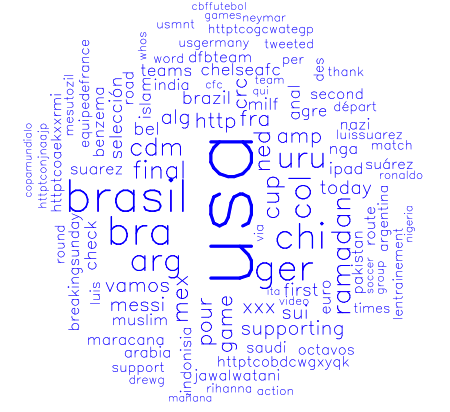 cbffutebol
games neymar
usmnt httptcogcwategp
whos usgermany tweeted
word dfbteam per des
teams chelseafc thank
road india cfc team
equipedefrance islam qui second
mesutozil benzema selección brazil crc milf anal
httptcodekxxrmi alg http fra agre départ
copamundialo httptconjnaqjp bel amp nazi luissuarez
cdm ned uru nga match
suarez final ipad suárez
brasil usa cup col today ronaldo
bra via chi ramadan route argentina
round check arg ger pakistan nigeria
breakingsunday ita soccer group lentrainement
luis vamos mex first video euro
messi pour game xxx sui times
muslim supporting
maracana indonisia saudi octavos
arabia httptcobdcwgxyqk
support jawalwatani
drewg rihanna action
mañana